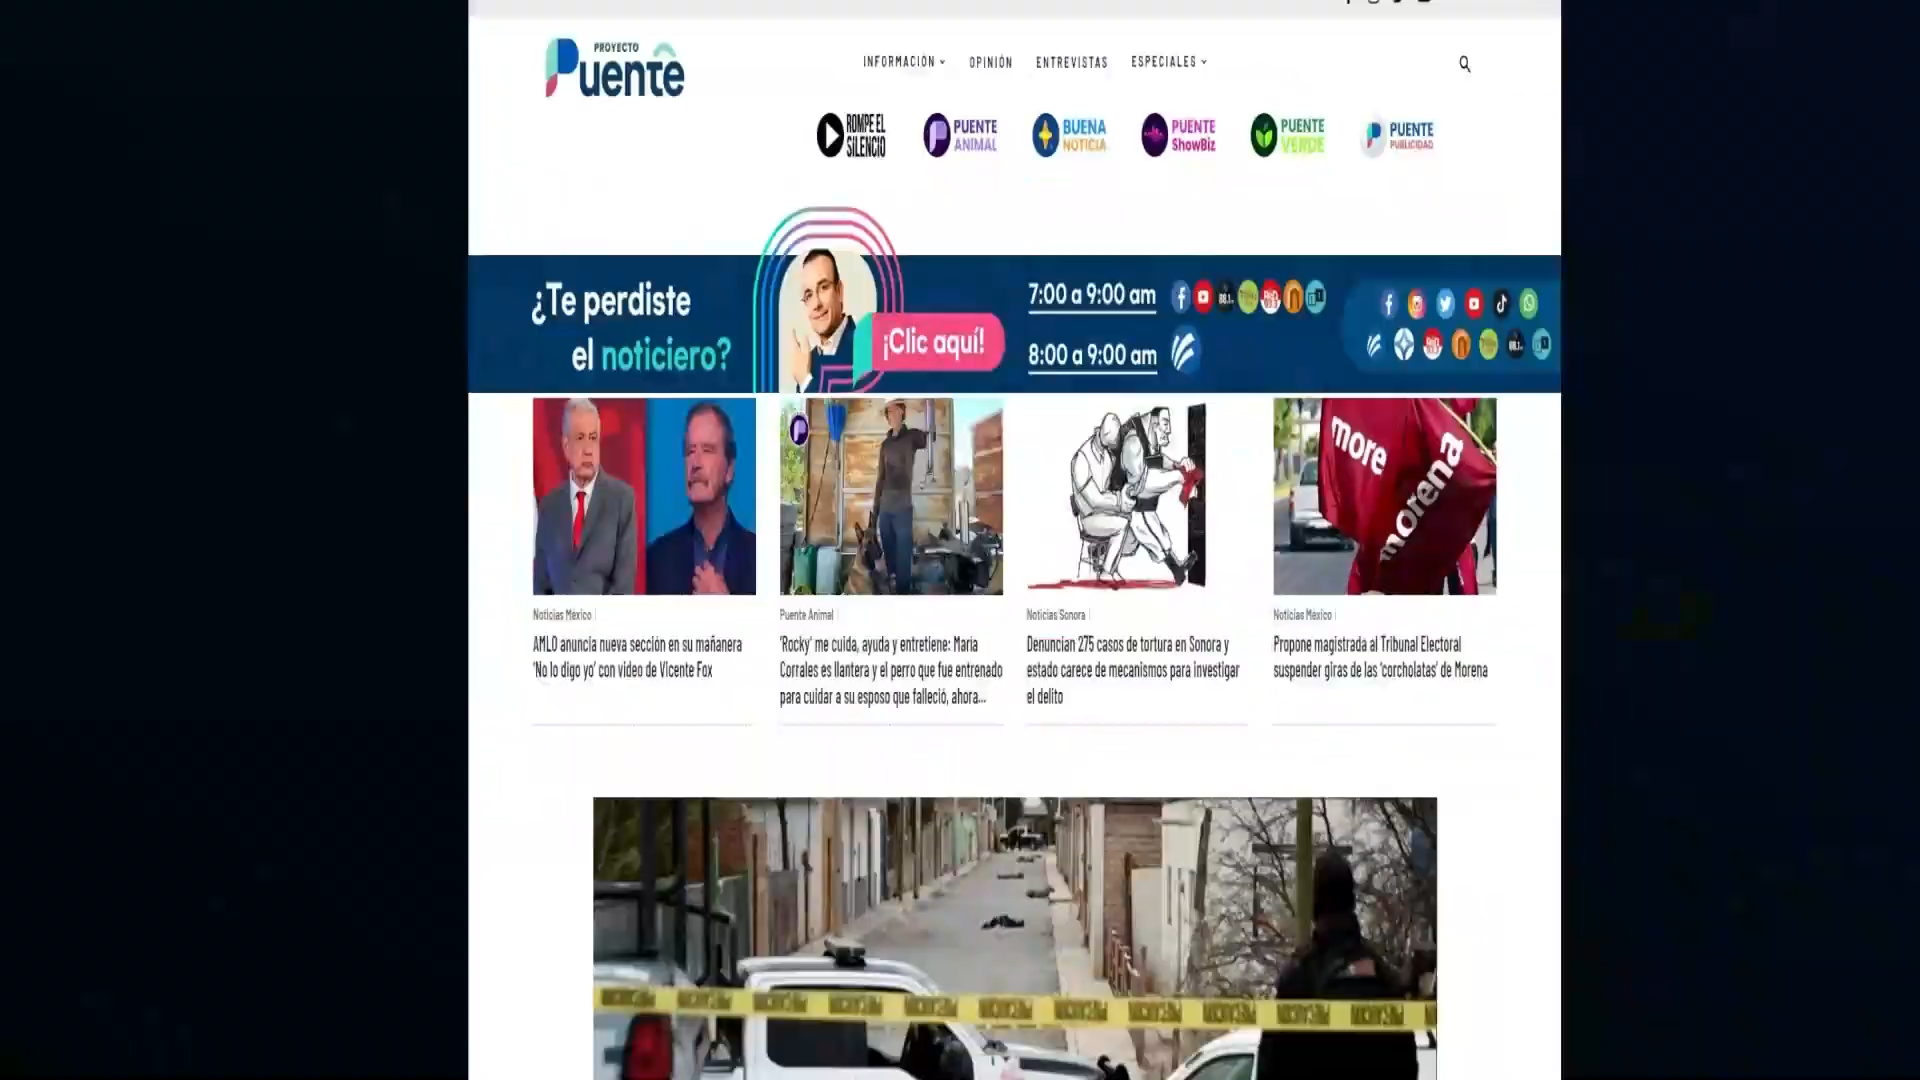 PROYECTO
Puente
INFORMACIÓN
OPINIÓN
ENTREVISTAS
ESPECIALES
ROMPE EL
SILENCIO
PUENTE
ANIMAL
BUENA
NOTICIA
PUENTE
ShowBiz
PUENTE
VERDE
PUENTE
PUBLICIDAD
¿Te perdiste
el noticiero?
¡Clic aquí!
7:00 a 9:00 am
8:00 a 9:00 am
more
morena
Noticias México
AMLO anuncia nueva sección en su mañanera
'No lo digo yo' con video de Vicente Fox
Puente Animal
'Rocky' me cuida, ayuda y entretiene: María
Corrales es llantera y el perro que fue entrenado
para cuidar a su esposo que falleció, ahora...
Noticias Sonora
Denuncian 275 casos de tortura en Sonora y
estado carece de mecanismos para investigar
el delito
Noticias México
Propone magistrada al Tribunal Electoral
suspender giras de las 'corcholatas' de Morena